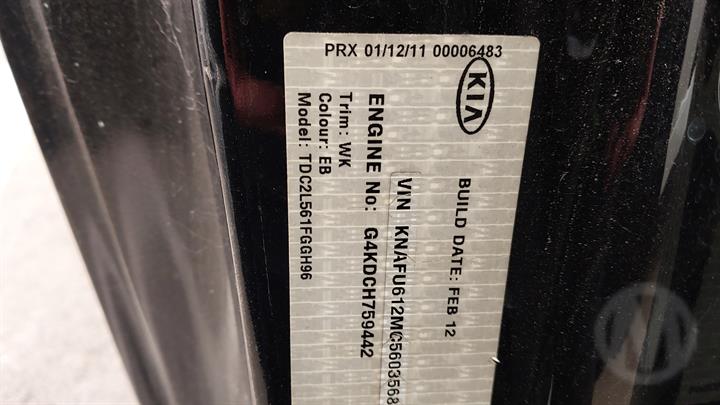 PRX 01/12/11 00006483
KIA
BUILD DATE: FEB 12
VIN KNAFU612MC5603568
ENGINE No: G4KDCH759442
Trim: WK
Colour: EB
Model: TDC2L561FGGH96